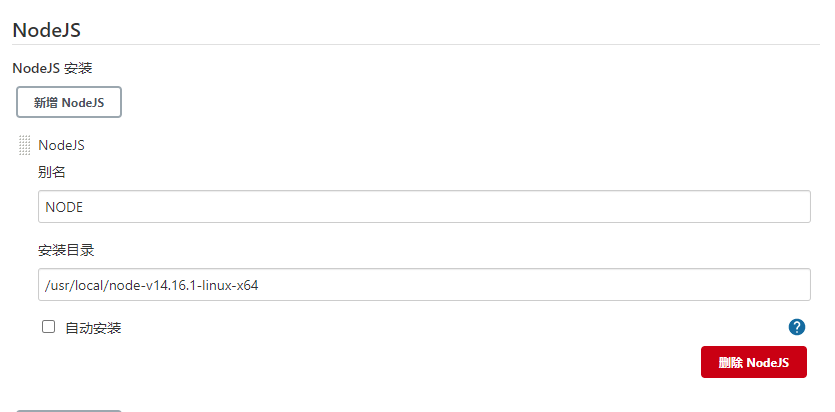 NodeJS
NodeJS 安装
新增 NodeJS
NodeJS
别名
NODE
安装目录
/usr/local/node-v14.16.1-linux-x64
自动安装
?
删除 NodeJS